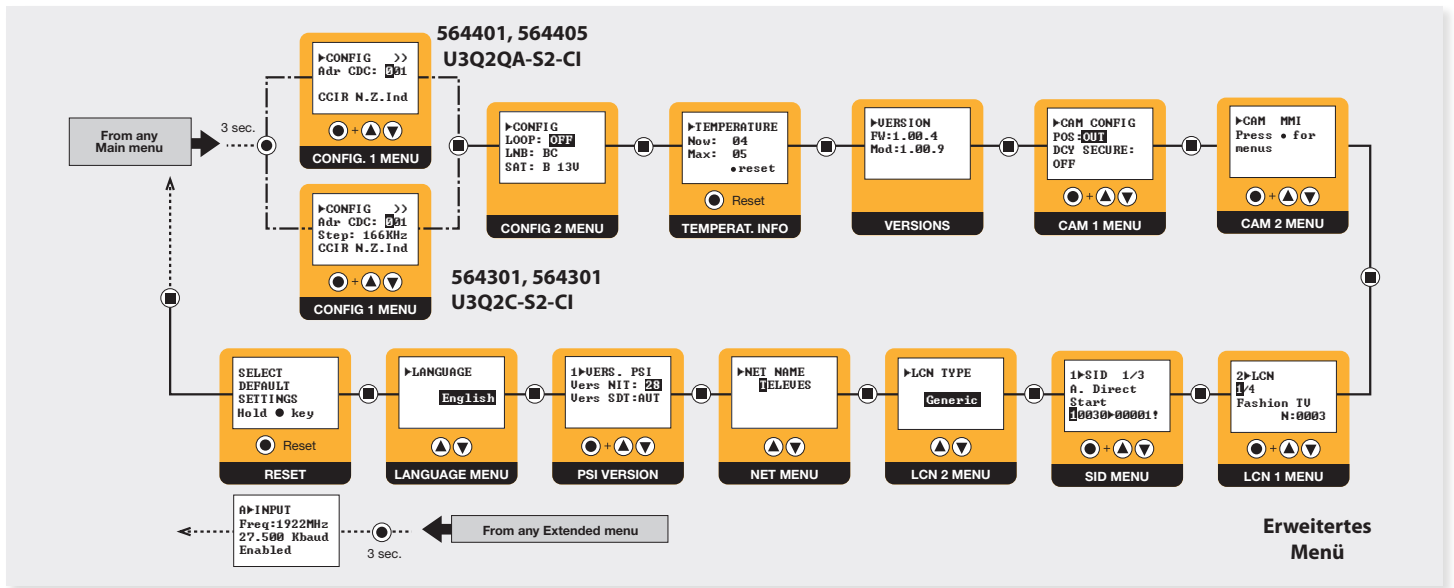 564401, 564405
U3Q2QA-S2-CI
▶CONFIG >>
Adr CDC: 001
CCIR N.Z.Ind
+
CONFIG. 1 MENU
From any
Main menu
3 sec.
▶CONFIG >>
Adr CDC: 001
Step: 166KHz
CCIR N.Z.Ind
+
CONFIG 1 MENU
564301, 564301
U3Q2C-S2-CI
▶CONFIG
LOOP: OFF
LNB: BC
SAT: B 13V
CONFIG 2 MENU
▶TEMPERATURE
Now: 04
Max: 05
●reset
Reset
TEMPERAT. INFO
▶VERSION
FW:1.00.4
Mod:1.00.9
VERSIONS
▶CAM CONFIG
POS:OUT
DCY SECURE:
OFF
+
CAM 1 MENU
▶CAM MMI
Press ● for
menus
+
CAM 2 MENU
SELECT
DEFAULT
SETTINGS
Hold ● key
Reset
RESET
▶LANGUAGE
English
LANGUAGE MENU
1▶VERS. PSI
Vers NIT: 28
Vers SDT:AUT
+
PSI VERSION
▶NET NAME
TELEVES
NET MENU
▶LCN TYPE
Generic
LCN 2 MENU
1▶SID 1/3
A. Direct
Start
10030▶00001!
+
SID MENU
2▶LCN
1/4
Fashion TV
N:0003
+
LCN 1 MENU
A▶INPUT
Freq:1922MHz
27.500 Kbaud
Enabled
3 sec.
From any Extended menu
Erweitertes
Menü